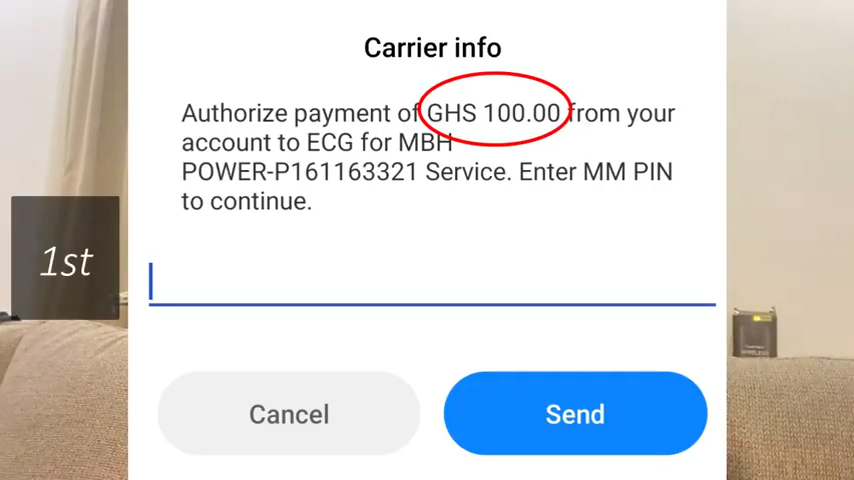 Carrier info
Authorize payment of GHS 100.00 from your
account to ECG for MBH
POWER-P161163321 Service. Enter MM PIN
to continue.
1st
WIRELESS
Cancel
Send